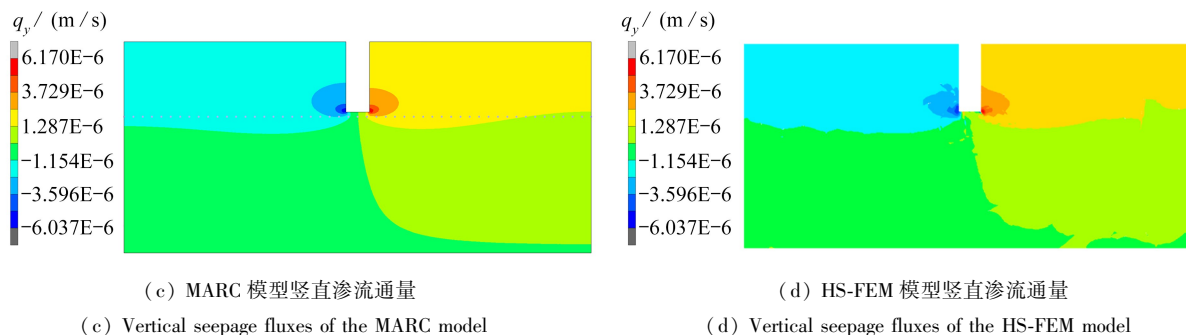 q_y / (m/s)
6.170E-6
3.729E-6
1.287E-6
-1.154E-6
-3.596E-6
-6.037E-6
(c) MARC 模型竖直渗流通量
(c) Vertical seepage fluxes of the MARC model
q_y / (m/s)
6.170E-6
3.729E-6
1.287E-6
-1.154E-6
-3.596E-6
-6.037E-6
(d) HS-FEM 模型竖直渗流通量
(d) Vertical seepage fluxes of the HS-FEM model